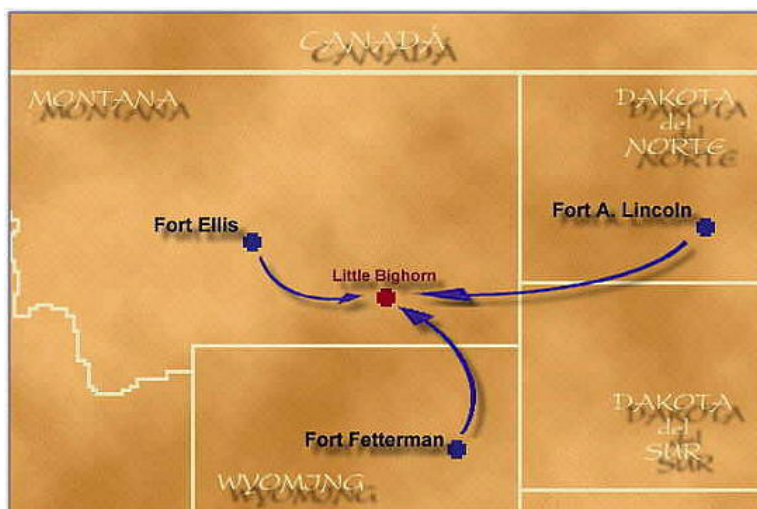 CANADÁ
MONTANA
DAKOTA
del
NORTE
Fort Ellis
Fort A. Lincoln
Little Bighorn
Fort Fetterman
DAKOTA
del
SUR
WYOMING